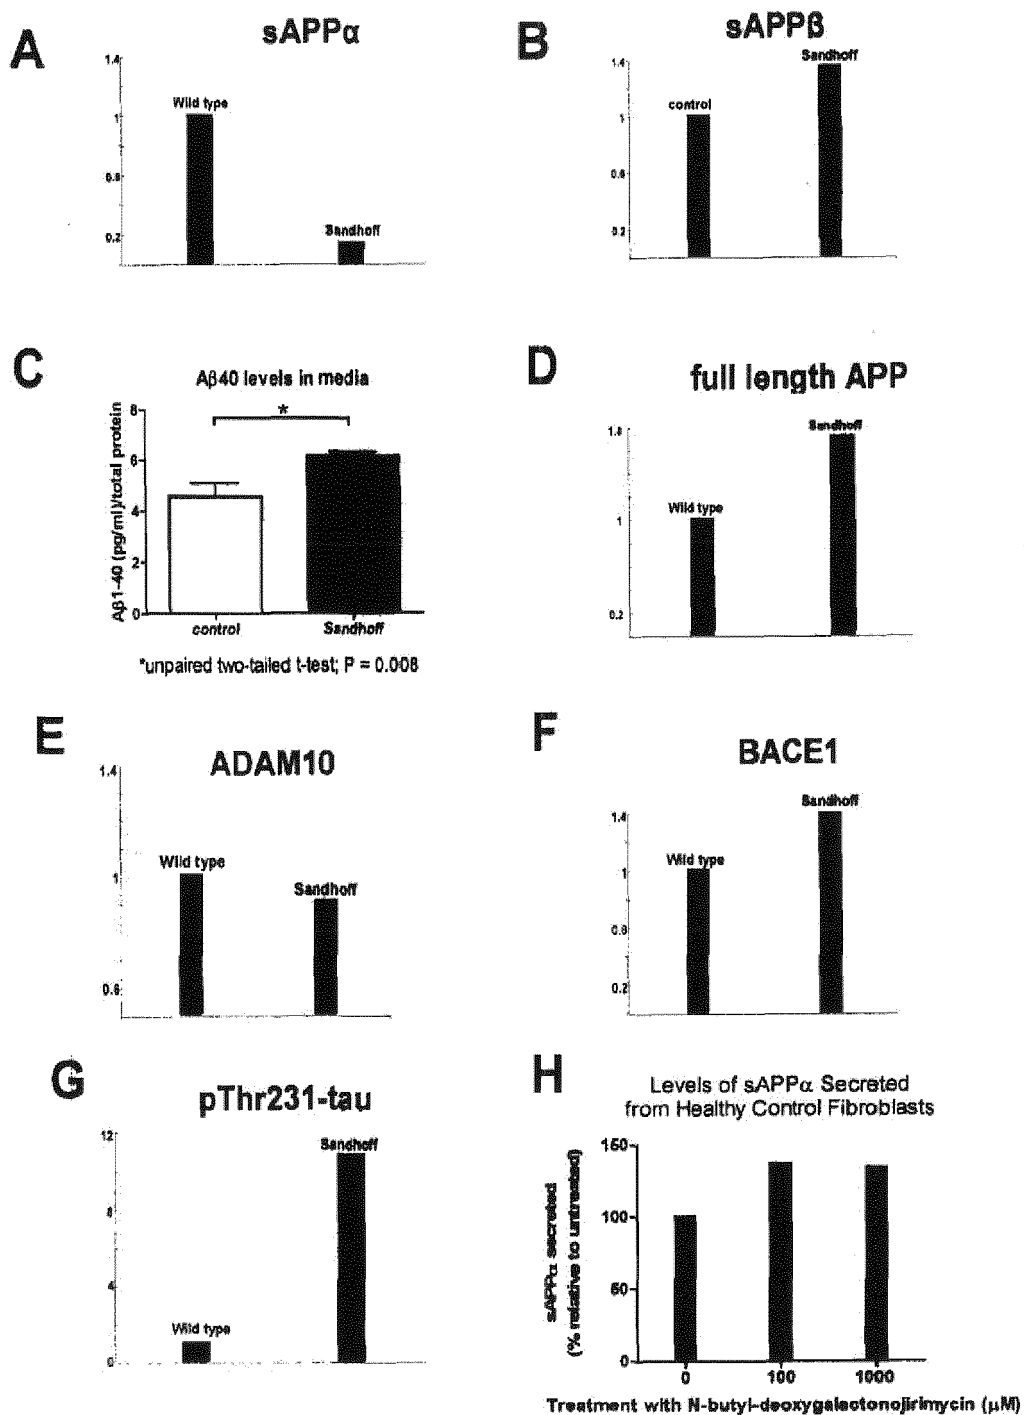 A
sAPPα
1.4
1
0.6
0.2
Wild type
Sandhoff
B
sAPPβ
1.4
1
0.6
0.2
control
Sandhoff
C
Aβ40 levels in media
Aβ1-40 (pg/ml)/total protein
8
6
4
2
0
*
control
Sandhoff
*unpaired two-tailed t-test; P = 0.008
D
full length APP
1.8
1
0.2
Wild type
Sandhoff
E
ADAM10
1.4
1
0.6
Wild type
Sandhoff
F
BACE1
1.4
1
0.6
0.2
Wild type
Sandhoff
G
pThr231-tau
12
8
4
0
Wild type
Sandhoff
H
Levels of sAPPα Secreted
from Healthy Control Fibroblasts
sAPPα secreted
(% relative to untreated)
150
100
50
0
0 100 1000
Treatment with N-butyl-deoxygalactonojirimycin (μM)